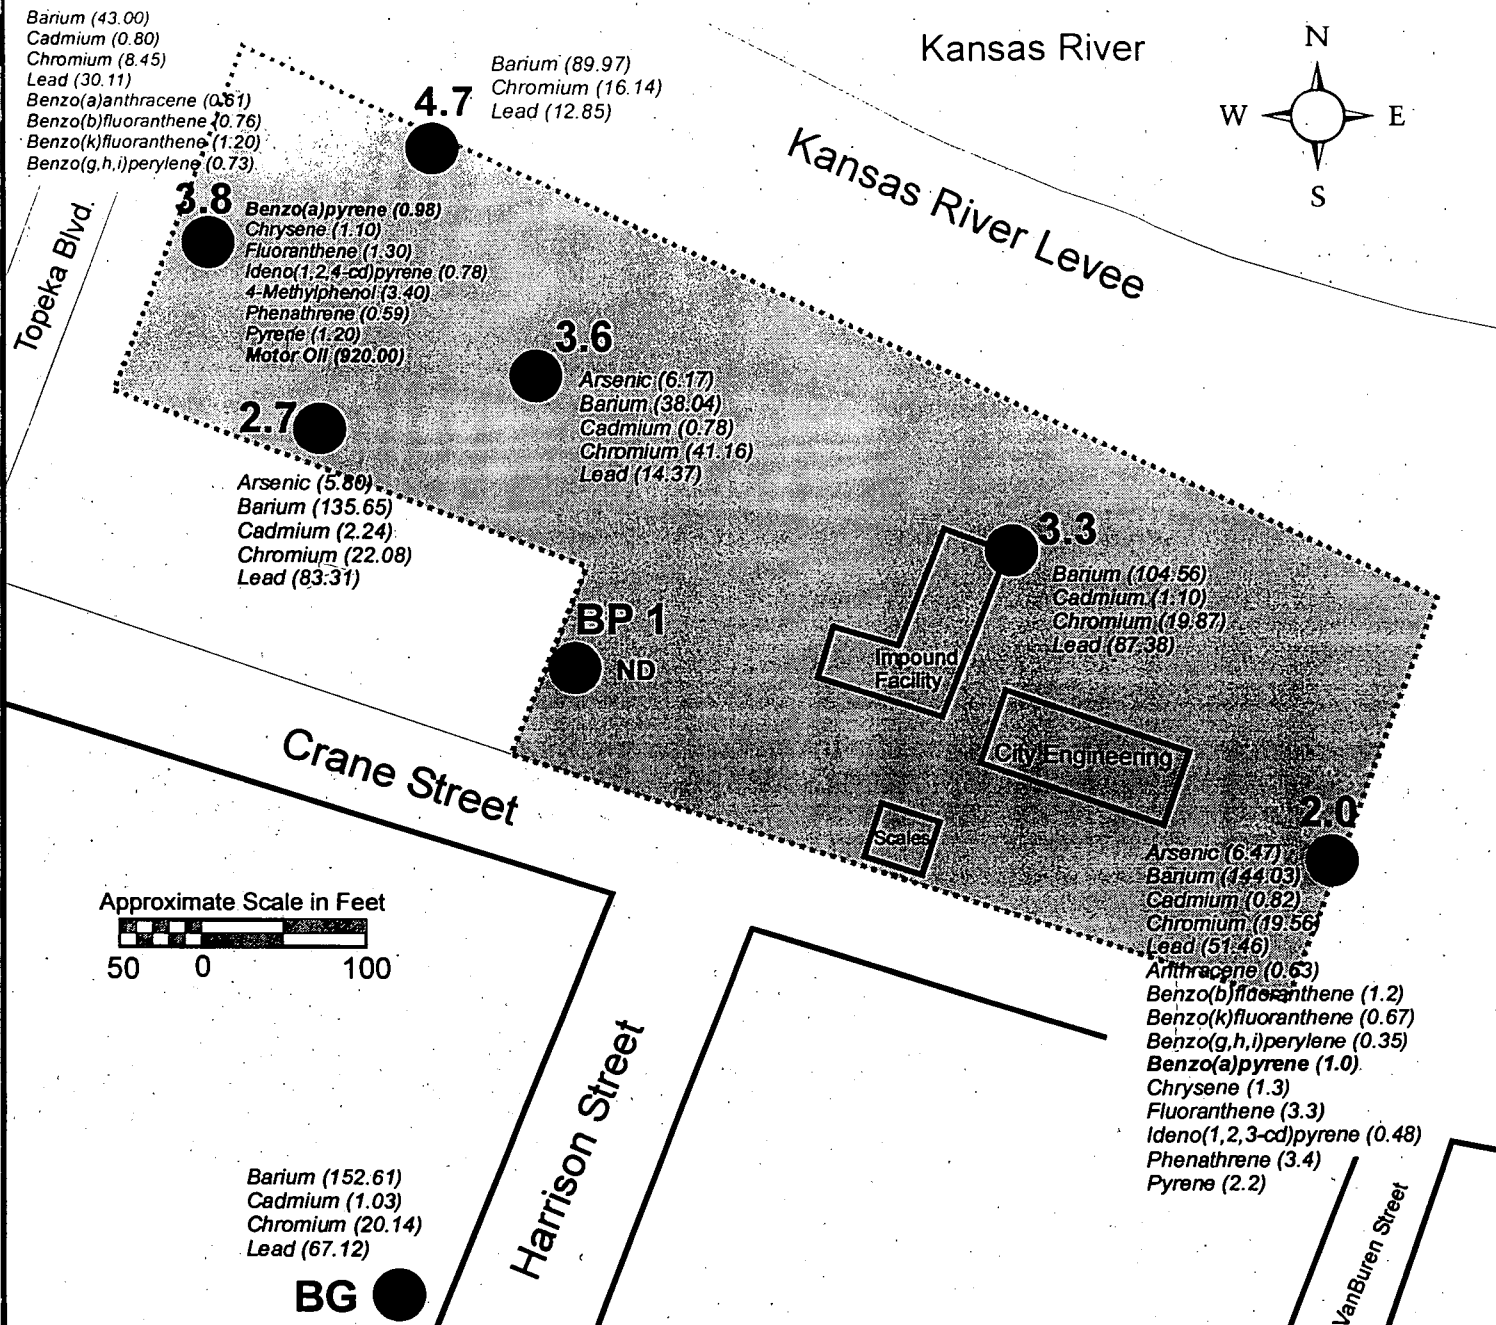 Barium (43.00)
Cadmium (0.80)
Chromium (8.45)
Lead (30.11)
Benzo(a)anthracene (0.61)
Benzo(b)fluoranthene (0.76)
Benzo(k)fluoranthene (1.20)
Benzo(g,h,i)perylene (0.73)
3.8
Benzo(a)pyrene (0.98)
Chrysene (1.10)
Fluoranthene (1.30)
Ideno(1,2,4-cd)pyrene (0.78)
4-Methylphenol (3.40)
Phenathrene (0.59)
Pyrene (1.20)
Motor Oil (920.00)
4.7
Barium (89.97)
Chromium (16.14)
Lead (12.85)
Kansas River
N
W
E
S
Kansas River Levee
Topeka Blvd.
3.6
Arsenic (6.17)
Barium (38.04)
Cadmium (0.78)
Chromium (41.16)
Lead (14.37)
2.7
Arsenic (5.80)
Barium (135.65)
Cadmium (2.24)
Chromium (22.08)
Lead (83.31)
3.3
Barium (104.56)
Cadmium (1.10)
Chromium (19.87)
Lead (87.38)
BP 1
ND
Impound
Facility
City Engineering
Scales
Crane Street
2.0
Arsenic (6.47)
Barium (144.03)
Cadmium (0.82)
Chromium (19.56)
Lead (51.46)
Anthracene (0.63)
Benzo(b)fluoranthene (1.2)
Benzo(k)fluoranthene (0.67)
Benzo(g,h,i)perylene (0.35)
Benzo(a)pyrene (1.0)
Chrysene (1.3)
Fluoranthene (3.3)
Ideno(1,2,3-cd)pyrene (0.48)
Phenathrene (3.4)
Pyrene (2.2)
Approximate Scale in Feet
50 0 100
Harrison Street
VanBuren Street
Barium (152.61)
Cadmium (1.03)
Chromium (20.14)
Lead (67.12)
BG